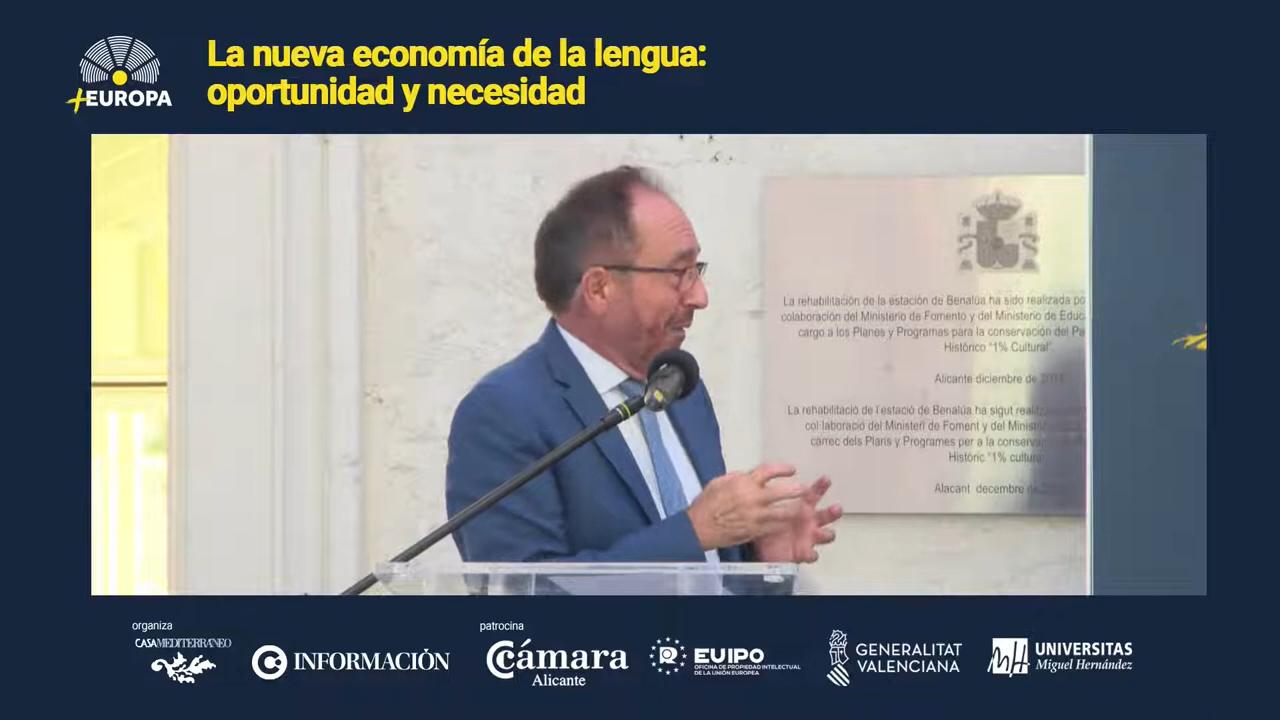 La nueva economía de la lengua:
oportunidad y necesidad
+EUROPA
La rehabilitación de la estación de Benalúa ha sido realizada
colaboración del Ministerio de Fomento y del Ministerio de
cargo a los Planes y Programas para la conservación del
Histórico "1% Cultural".
Alicante diciembre de
La rehabilitació de l'estació de Benalúa ha sigut
col·laboració del Ministeri de Foment y del
càrrec dels Plans y Programes per a la
Històric "1%
Alacant decembre
organiza
CASAMEDITERRÁNEO
INFORMACIÓN
patrocina
Cámara
Alicante
EUIPO
OFICINA DE PROPIEDAD INTELECTUAL
DE LA UNIÓN EUROPEA
GENERALITAT
VALENCIANA
UNIVERSITAS
Miguel Hernández